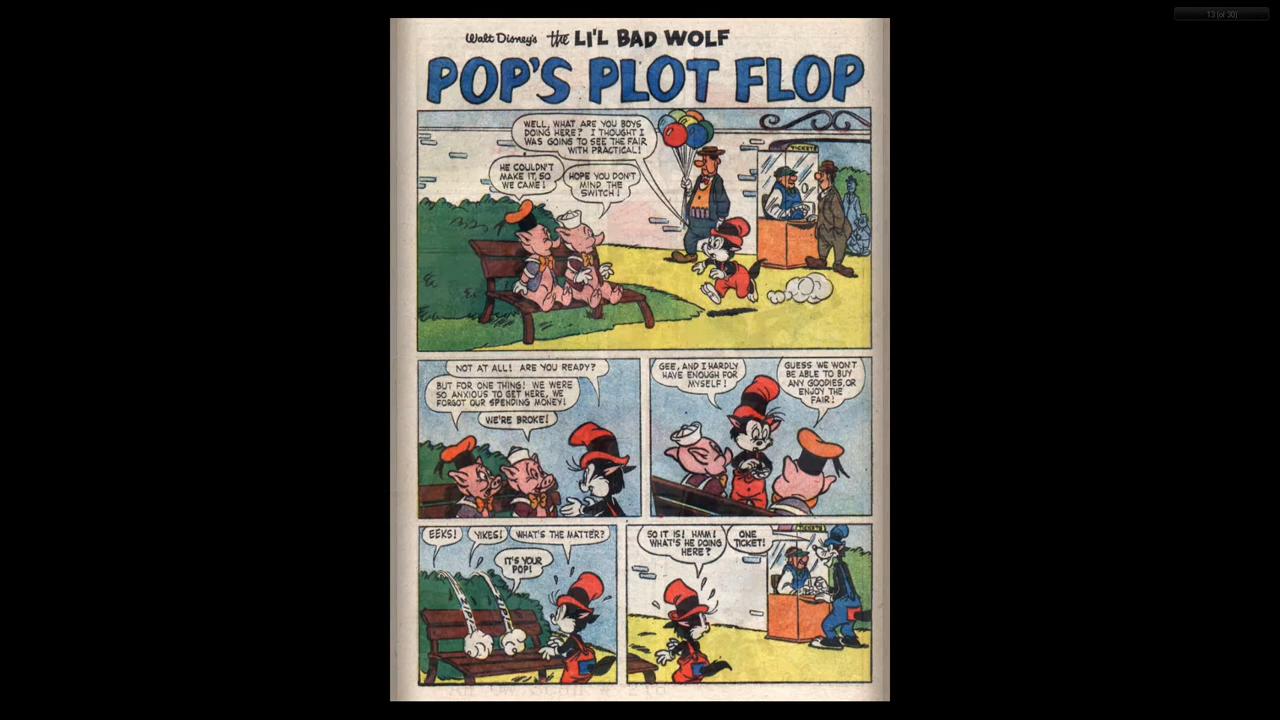 13 (of 30)
Walt Disney's the LI'L BAD WOLF
POP'S PLOT FLOP
WELL, WHAT ARE YOU BOYS
DOING HERE? I THOUGHT I
WAS GOING TO SEE THE FAIR
WITH PRACTICAL!
HE COULDN'T
MAKE IT, SO
WE CAME!
HOPE YOU DON'T
MIND THE
SWITCH!
TICKETS
NOT AT ALL! ARE YOU READY?
BUT FOR ONE THING! WE WERE
SO ANXIOUS TO GET HERE, WE
FORGOT OUR SPENDING MONEY!
WE'RE BROKE!
GEE, AND I HARDLY
HAVE ENOUGH FOR
MYSELF!
GUESS WE WON'T
BE ABLE TO BUY
ANY GOODIES, OR
ENJOY THE
FAIR!
EEKS!
YIKES!
WHAT'S THE MATTER?
IT'S YOUR
POP!
SO IT IS! HMM!
WHAT'S HE DOING
HERE?
ONE
TICKET!
TICKETS